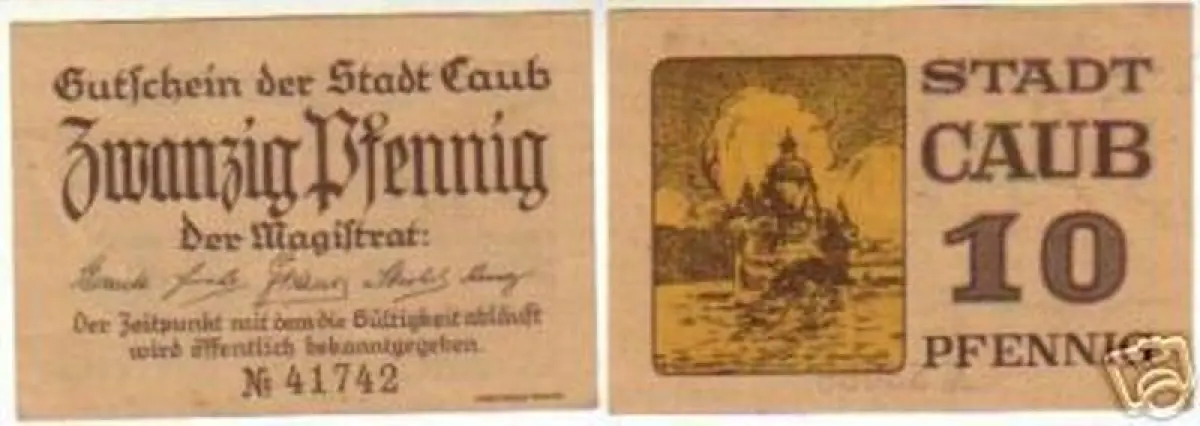 Gutschein der Stadt Caub
Zwanzig Pfennig
Der Magistrat:
Der Zeitpunkt mit dem die Gültigkeit abläuft
wird öffentlich bekanntgegeben.
№ 41742
STADT
CAUB
10
PFENNIG